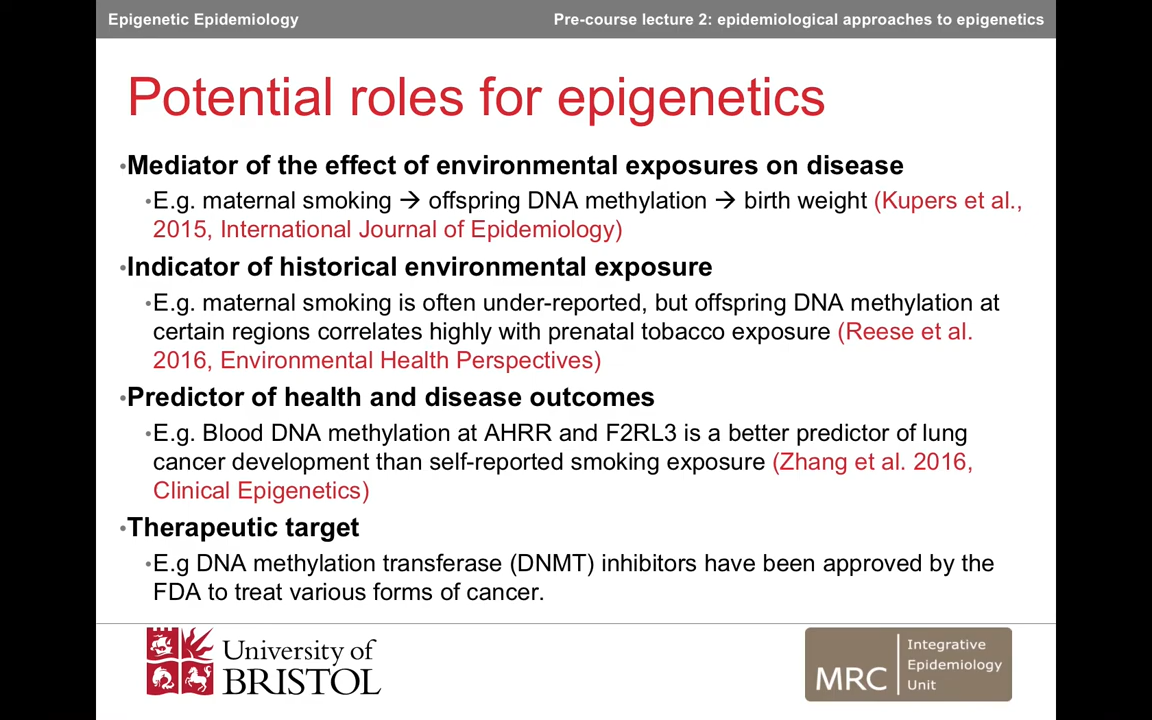 Epigenetic Epidemiology
Pre-course lecture 2: epidemiological approaches to epigenetics
Potential roles for epigenetics
•Mediator of the effect of environmental exposures on disease
•E.g. maternal smoking → offspring DNA methylation → birth weight (Kupers et al.,
2015, International Journal of Epidemiology)
•Indicator of historical environmental exposure
•E.g. maternal smoking is often under-reported, but offspring DNA methylation at
certain regions correlates highly with prenatal tobacco exposure (Reese et al.
2016, Environmental Health Perspectives)
•Predictor of health and disease outcomes
•E.g. Blood DNA methylation at AHRR and F2RL3 is a better predictor of lung
cancer development than self-reported smoking exposure (Zhang et al. 2016,
Clinical Epigenetics)
•Therapeutic target
•E.g DNA methylation transferase (DNMT) inhibitors have been approved by the
FDA to treat various forms of cancer.
University of
BRISTOL
MRC
Integrative
Epidemiology
Unit